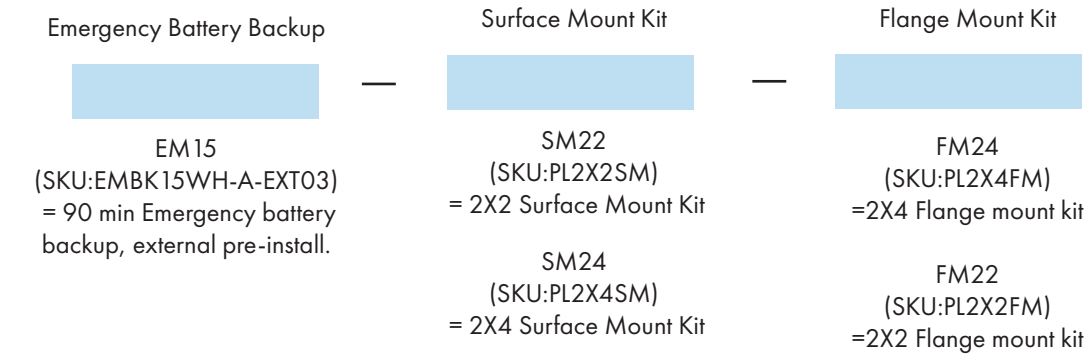 Emergency Battery Backup
EM15
(SKU:EMBK15WH-A-EXT03)
= 90 min Emergency battery
backup, external pre-install.
—
Surface Mount Kit
SM22
(SKU:PL2X2SM)
= 2X2 Surface Mount Kit
SM24
(SKU:PL2X4SM)
= 2X4 Surface Mount Kit
—
Flange Mount Kit
FM24
(SKU:PL2X4FM)
=2X4 Flange mount kit
FM22
(SKU:PL2X2FM)
=2X2 Flange mount kit